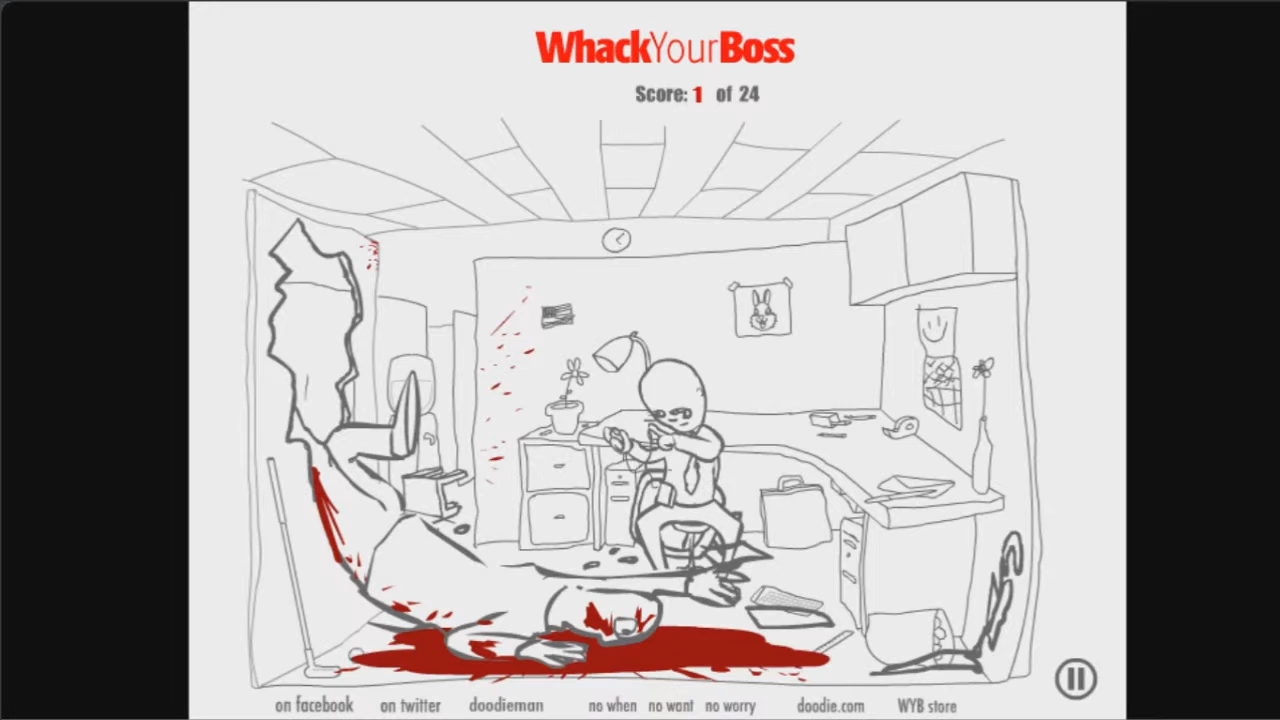 WhackYourBoss
Score: 1 of 24
on facebook on twitter doodieman no when no want no worry doodie.com WYB store